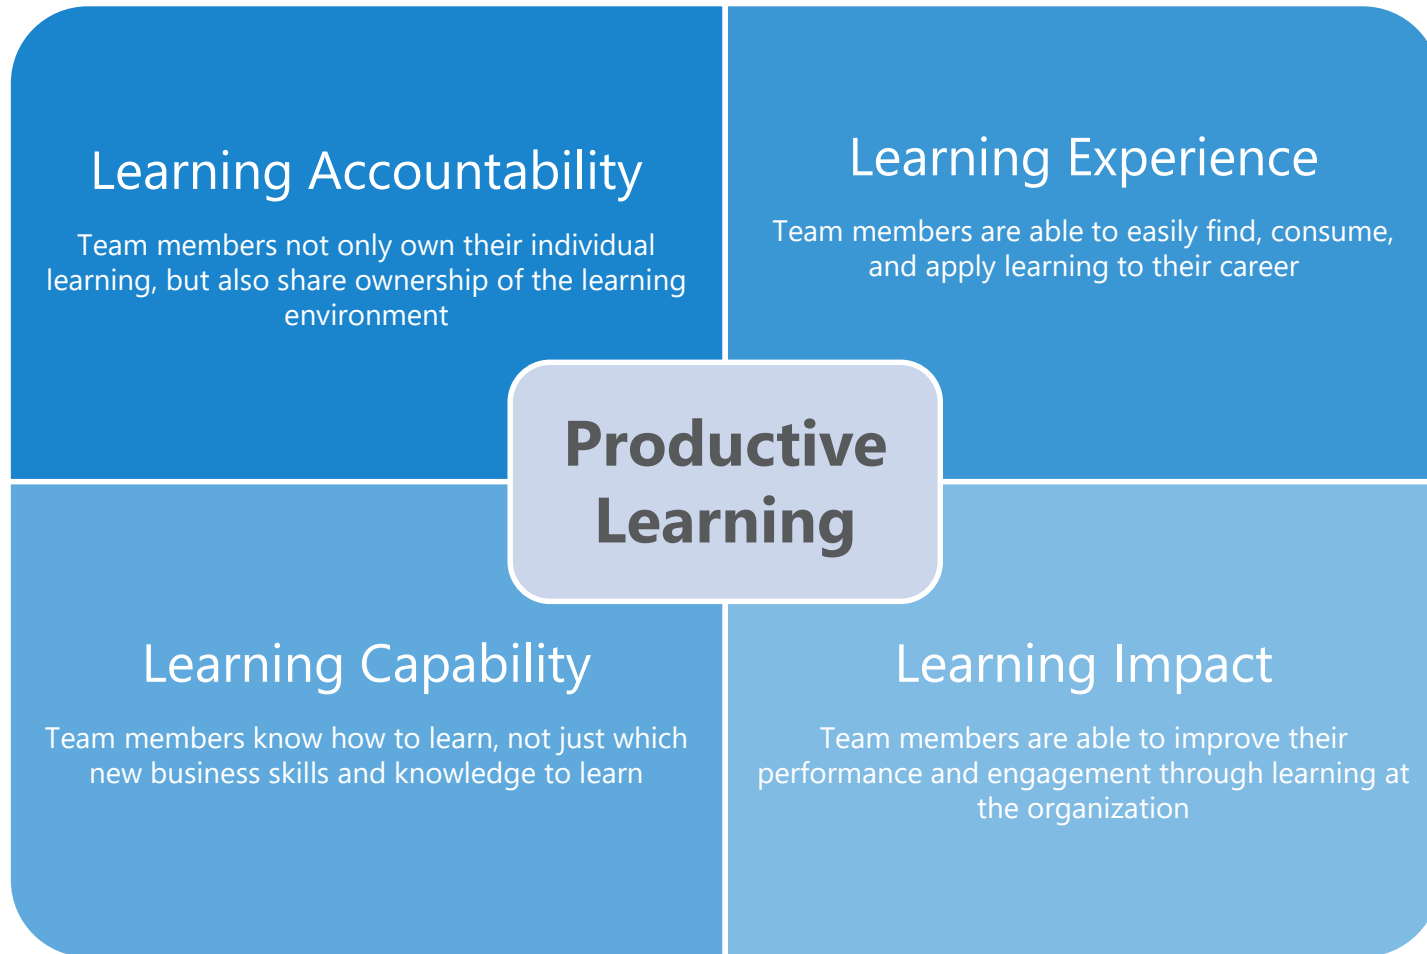 Learning Accountability
Team members not only own their individual
learning, but also share ownership of the learning
environment
Learning Experience
Team members are able to easily find, consume,
and apply learning to their career
Productive
Learning
Learning Capability
Team members know how to learn, not just which
new business skills and knowledge to learn
Learning Impact
Team members are able to improve their
performance and engagement through learning at
the organization